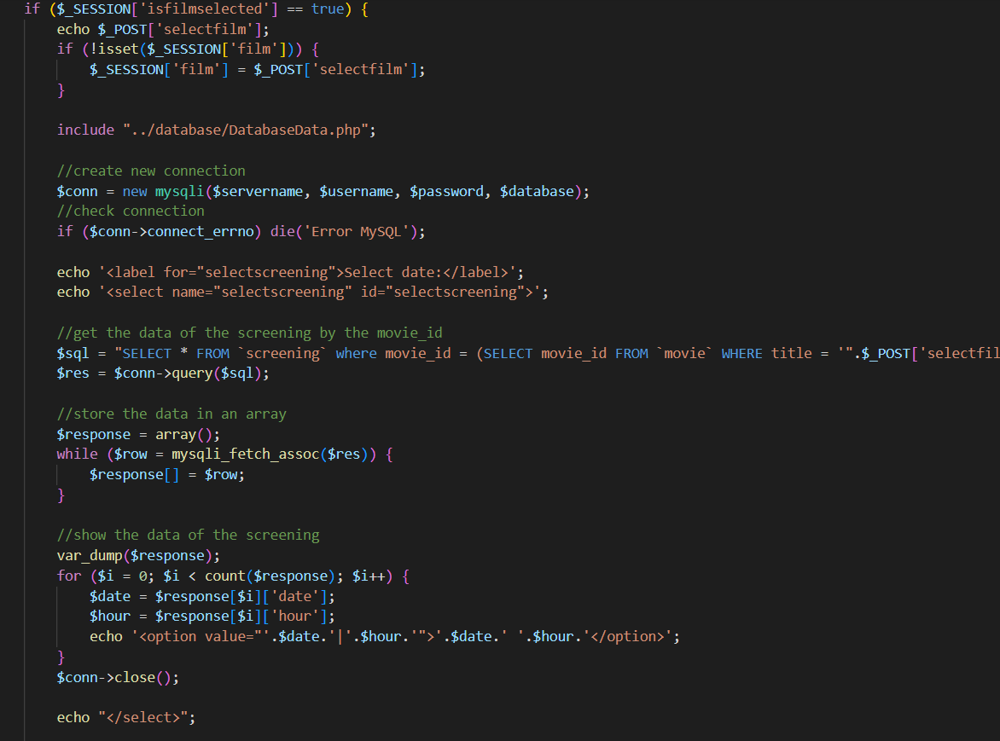 if ($_SESSION['isfilmselected'] == true) {
echo $_POST['selectfilm'];
if (!isset($_SESSION['film'])) {
$_SESSION['film'] = $_POST['selectfilm'];
}
include "../database/DatabaseData.php";
//create new connection
$conn = new mysqli($servername, $username, $password, $database);
//check connection
if ($conn->connect_errno) die('Error MySQL');
echo '<label for="selectscreening">Select date:</label>';
echo '<select name="selectscreening" id="selectscreening">';
//get the data of the screening by the movie_id
$sql = "SELECT * FROM `screening` where movie_id = (SELECT movie_id FROM `movie` WHERE title = '".$_POST['selectfil
$res = $conn->query($sql);
//store the data in an array
$response = array();
while ($row = mysqli_fetch_assoc($res)) {
$response[] = $row;
}
//show the data of the screening
var_dump($response);
for ($i = 0; $i < count($response); $i++) {
$date = $response[$i]['date'];
$hour = $response[$i]['hour'];
echo '<option value="'.$date.'|'.$hour.'">'.$date.' '.$hour.'</option>';
}
$conn->close();
echo "</select>";